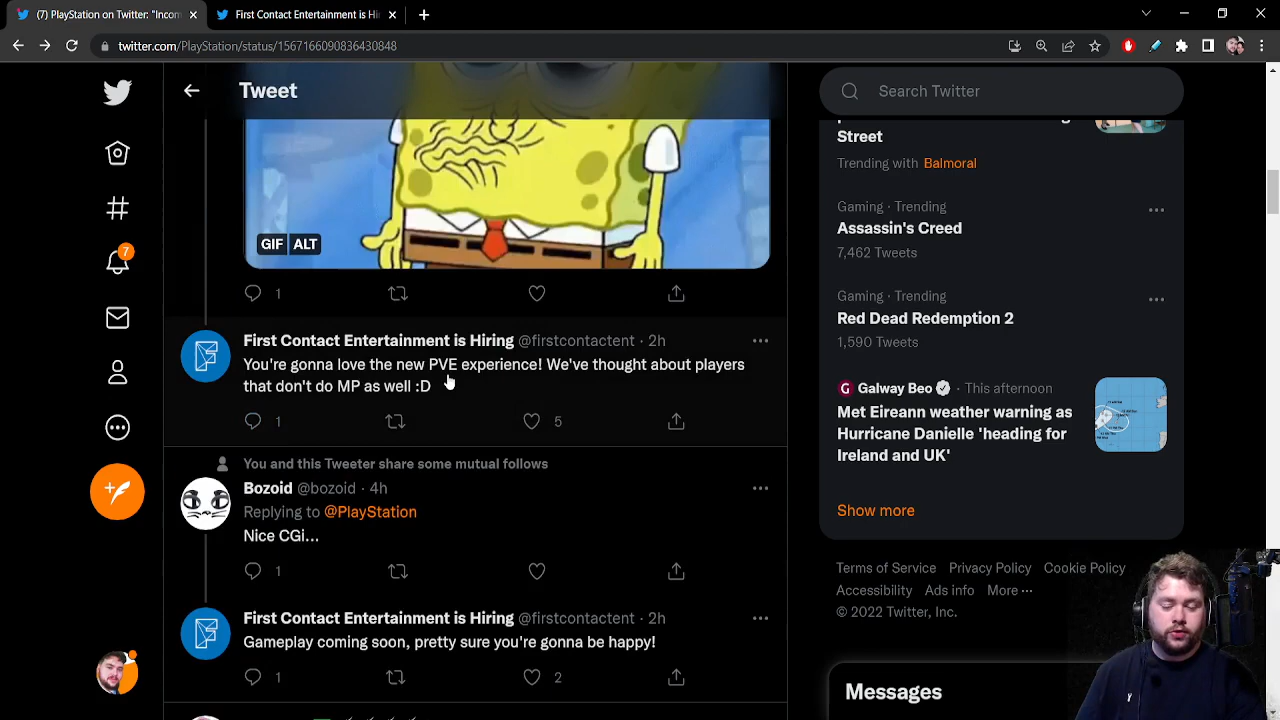 (7) PlayStation on Twitter: "Incom
First Contact Entertainment is Hir
twitter.com/PlayStation/status/1567166090836430848
Tweet
Search Twitter
Street
Trending with Balmoral
Gaming · Trending
Assassin's Creed
7,462 Tweets
Gaming · Trending
Red Dead Redemption 2
1,590 Tweets
Galway Beo · This afternoon
Met Eireann weather warning as
Hurricane Danielle 'heading for
Ireland and UK'
Show more
Terms of Service Privacy Policy Cookie Policy
Accessibility Ads info More ···
© 2022 Twitter, Inc.
Messages
7
GIF ALT
1
First Contact Entertainment is Hiring @firstcontactent · 2h
You're gonna love the new PVE experience! We've thought about players
that don't do MP as well :D
1 5
You and this Tweeter share some mutual follows
Bozoid @bozoid · 4h
Replying to @PlayStation
Nice CGi...
1
First Contact Entertainment is Hiring @firstcontactent · 2h
Gameplay coming soon, pretty sure you're gonna be happy!
1 2